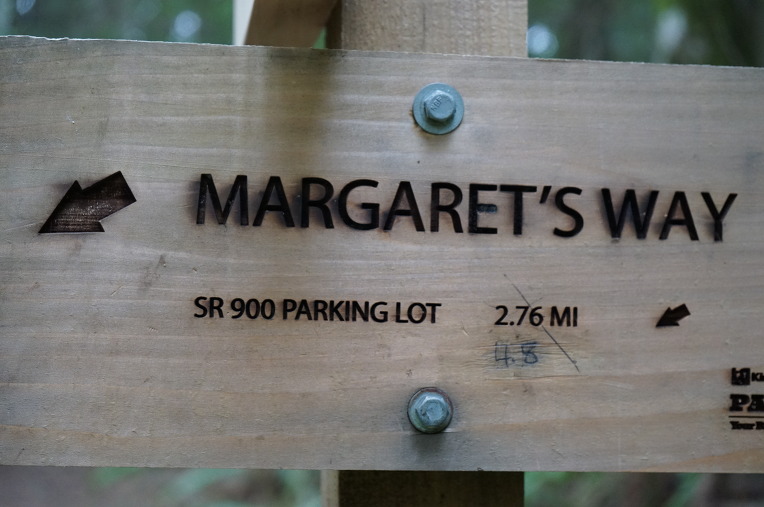 MARGARET'S WAY
SR 900 PARKING LOT 2.76 MI
4.8